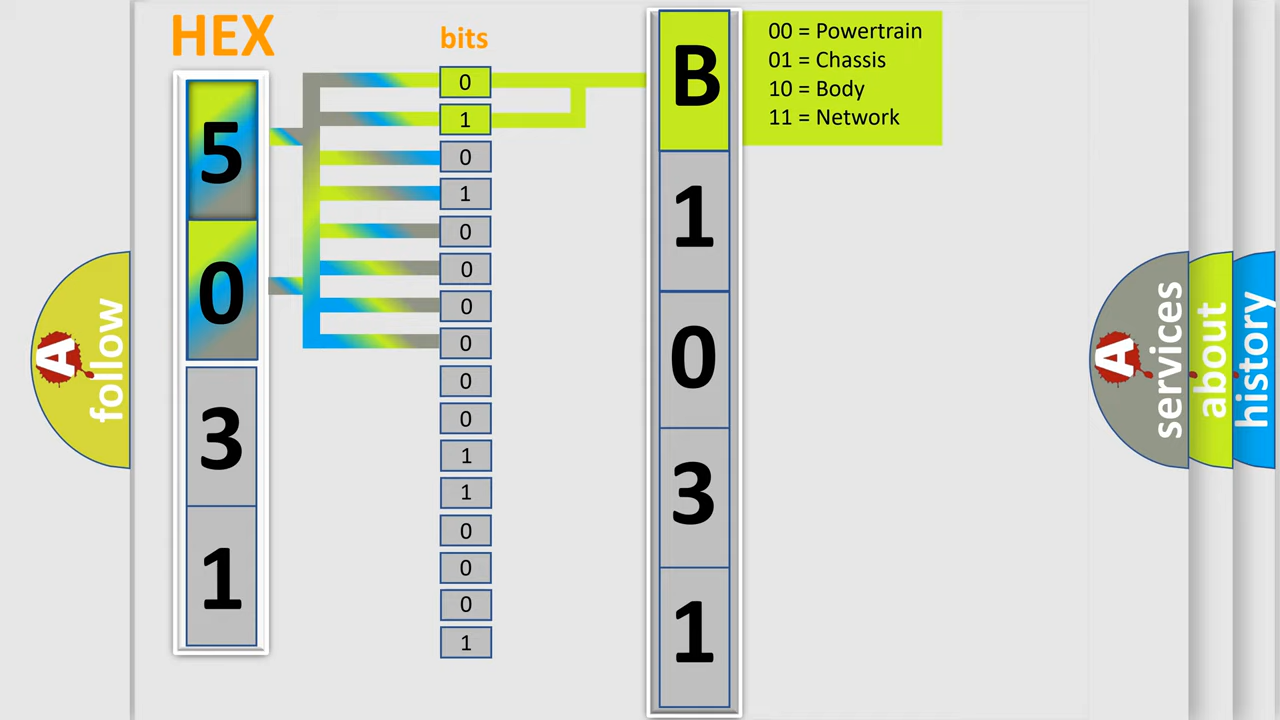 HEX
bits
5
0
3
1
0
1
0
1
0
0
0
0
0
0
1
1
0
0
0
1
B
1
0
3
1
00 = Powertrain
01 = Chassis
10 = Body
11 = Network
A
follow
A
services
about
history